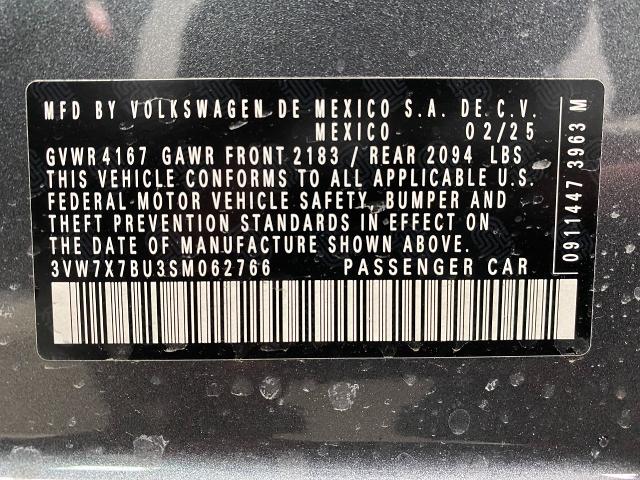 MFD BY VOLKSWAGEN DE MEXICO S.A. DE C.V.
MEXICO 02/25
GVWR 4167 GAWR FRONT 2183 / REAR 2094 LBS
THIS VEHICLE CONFORMS TO ALL APPLICABLE U.S.
FEDERAL MOTOR VEHICLE SAFETY, BUMPER AND
THEFT PREVENTION STANDARDS IN EFFECT ON
THE DATE OF MANUFACTURE SHOWN ABOVE.
3VW7X7BU3SM062766 PASSENGER CAR
0911447 3963 M